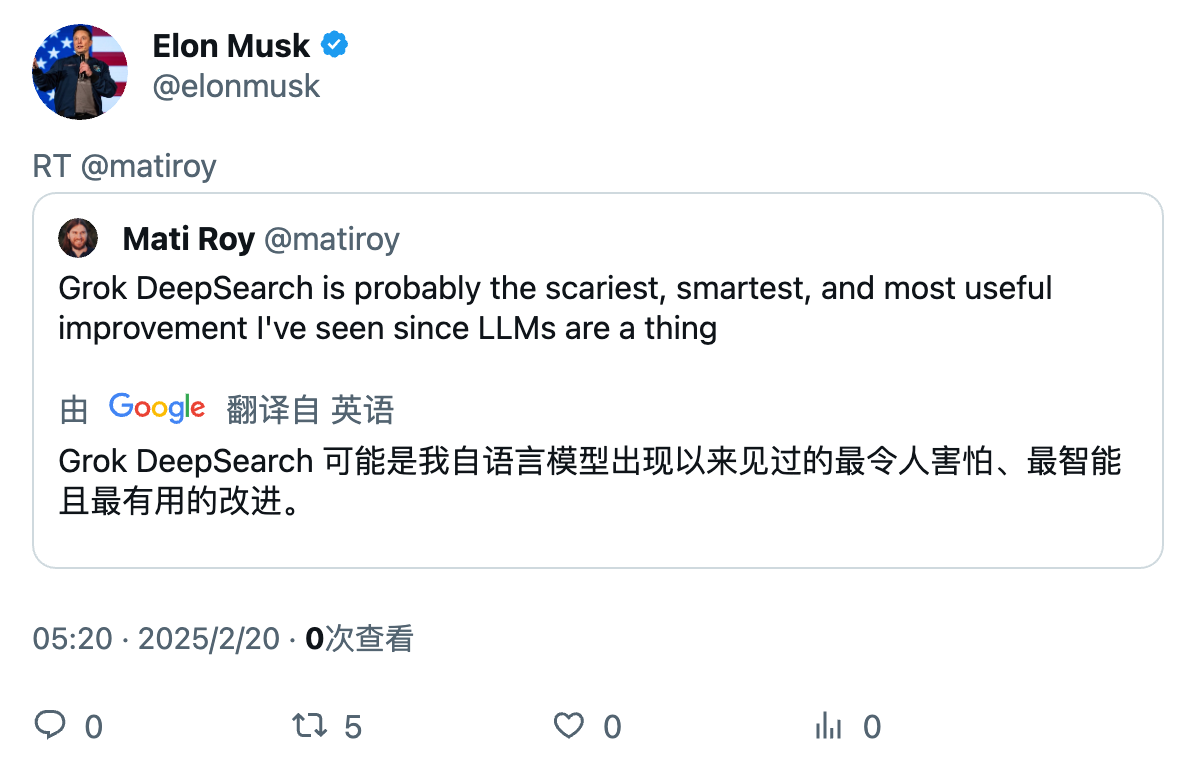 Elon Musk
@elonmusk
RT @matiroy
Mati Roy @matiroy
Grok DeepSearch is probably the scariest, smartest, and most useful
improvement I've seen since LLMs are a thing
由 Google 翻译自 英语
Grok DeepSearch 可能是我自语言模型出现以来见过的最令人害怕、最智能
且最有用的改进。
05:20 · 2025/2/20 · 0次查看
0 5 0 0